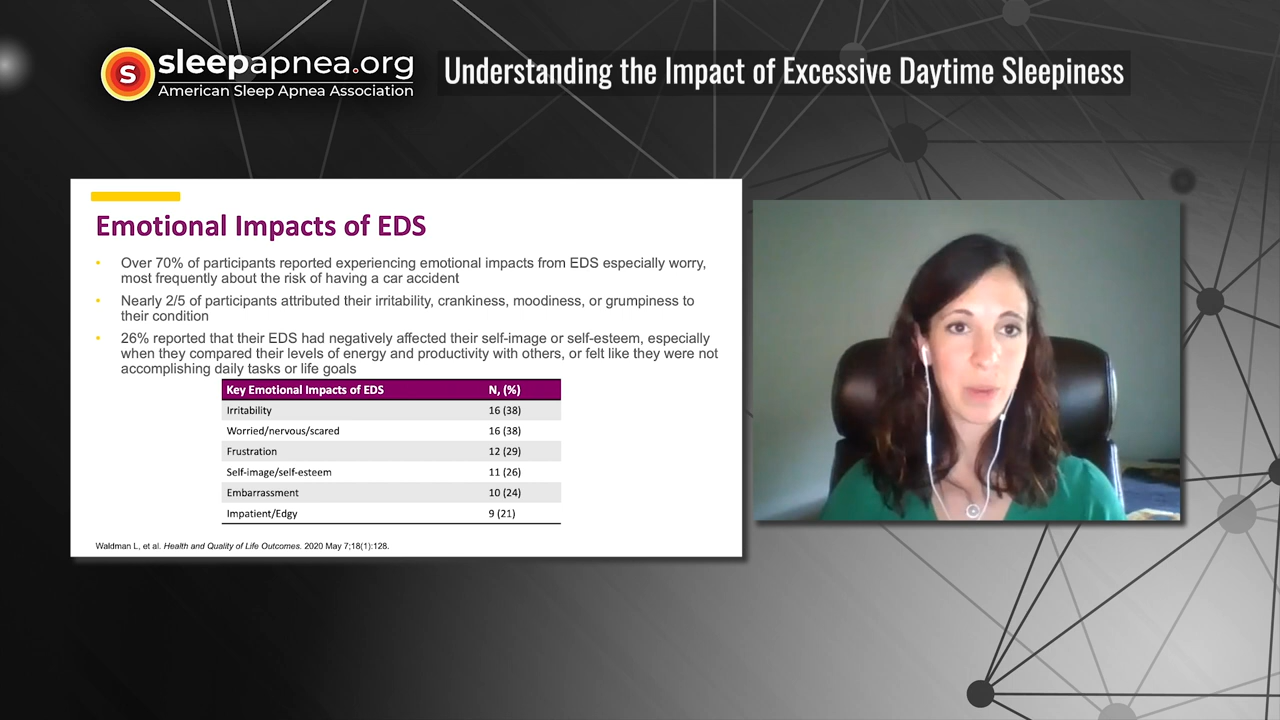 S sleepapnea.org
American Sleep Apnea Association
Understanding the Impact of Excessive Daytime Sleepiness
Emotional Impacts of EDS
• Over 70% of participants reported experiencing emotional impacts from EDS especially worry,
most frequently about the risk of having a car accident
• Nearly 2/5 of participants attributed their irritability, crankiness, moodiness, or grumpiness to
their condition
• 26% reported that their EDS had negatively affected their self-image or self-esteem, especially
when they compared their levels of energy and productivity with others, or felt like they were not
accomplishing daily tasks or life goals
Key Emotional Impacts of EDS N, (%)
Irritability 16 (38)
Worried/nervous/scared 16 (38)
Frustration 12 (29)
Self-image/self-esteem 11 (26)
Embarrassment 10 (24)
Impatient/Edgy 9 (21)
Waldman L, et al. Health and Quality of Life Outcomes. 2020 May 7;18(1):128.